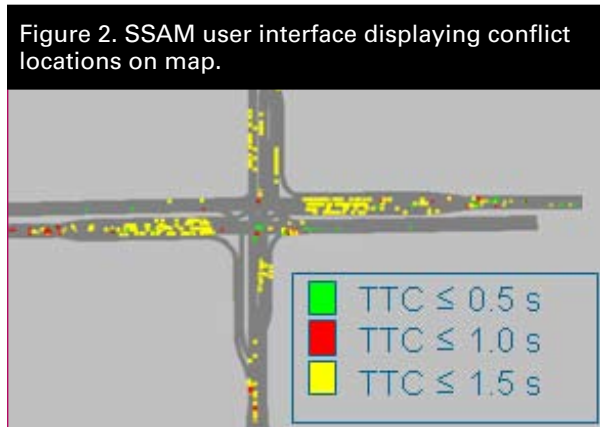 Figure 2. SSAM user interface displaying conflict
locations on map.
TTC ≤ 0.5 s
TTC ≤ 1.0 s
TTC ≤ 1.5 s